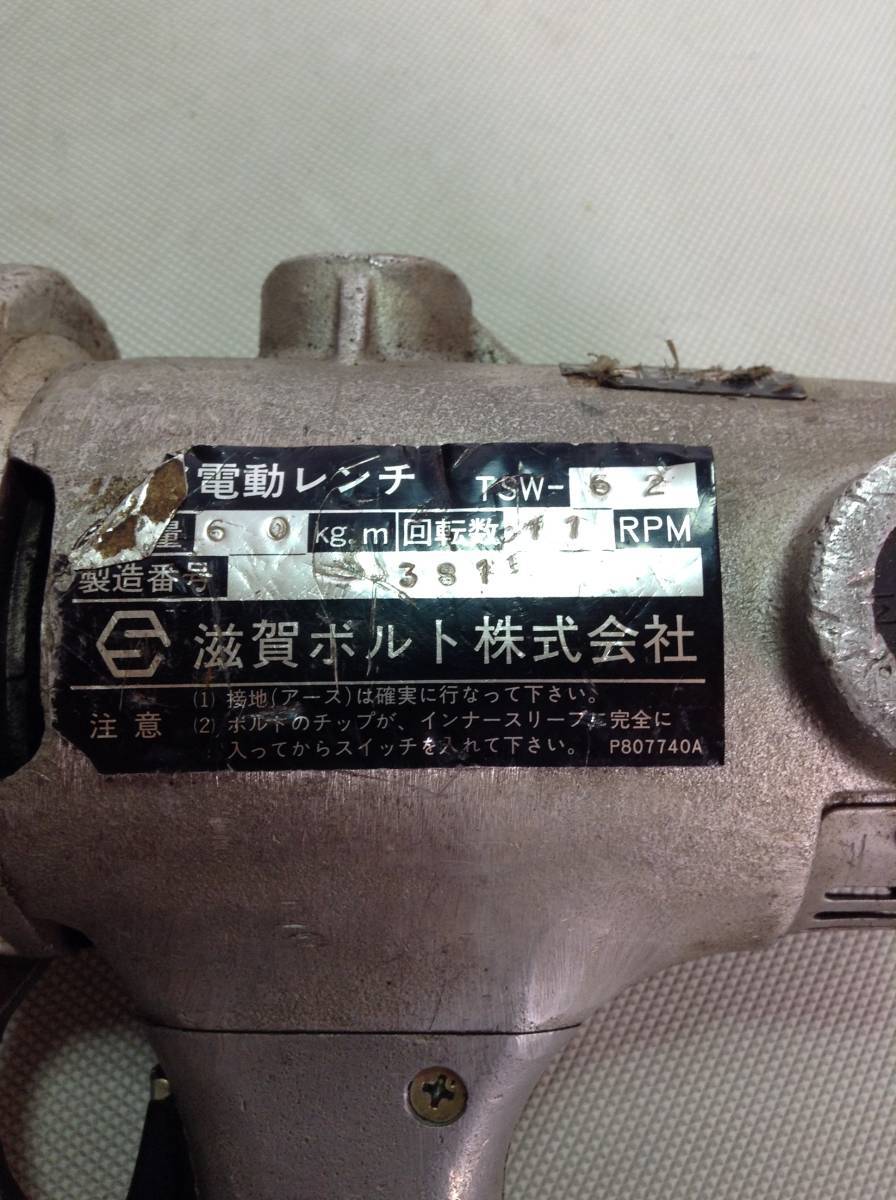 電動レンチ TSW-62
量 60 kg.m 回転数 11 RPM
製造番号 3811
滋賀ボルト株式会社
注意 (1) 接地(アース)は確実に行なって下さい。
(2) ボルトのチップが、インナースリーブに完全に
入ってからスイッチを入れて下さい。 P807740A